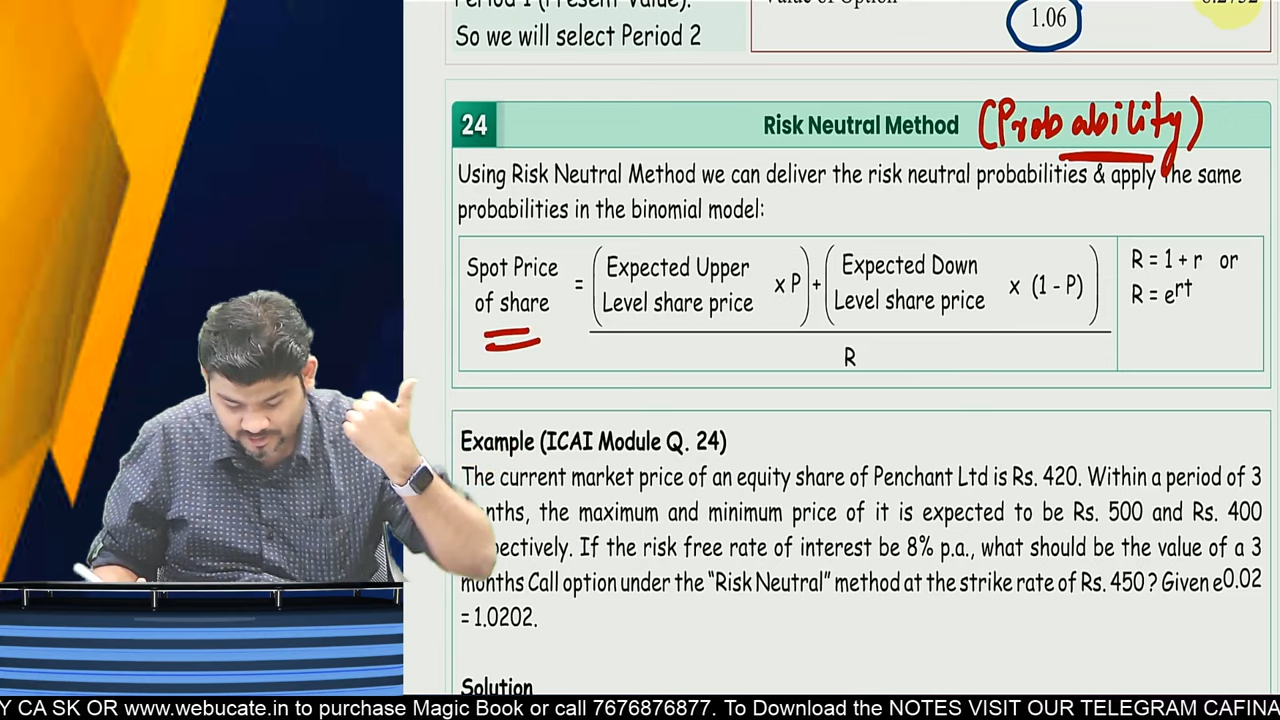 Period 1 (Present Value).
So we will select Period 2
Value of Option
1.06
24
Risk Neutral Method (Probability)
Using Risk Neutral Method we can deliver the risk neutral probabilities & apply the same
probabilities in the binomial model:
Spot Price
of share
=
Expected Upper
Level share price
x P
+
Expected Down
Level share price
x (1 - P)
R
R = 1 + r or
R = e^rt
Example (ICAI Module Q. 24)
The current market price of an equity share of Penchant Ltd is Rs. 420. Within a period of 3
the maximum and minimum price of it is expected to be Rs. 500 and Rs. 400
If the risk free rate of interest be 8% p.a., what should be the value of a 3
months Call option under the “Risk Neutral” method at the strike rate of Rs. 450 ? Given e0.02
= 1.0202.
Solution
Y CA SK OR www.webucate.in to purchase Magic Book or call 7676876877. To Download the NOTES VISIT OUR TELEGRAM CAFINA